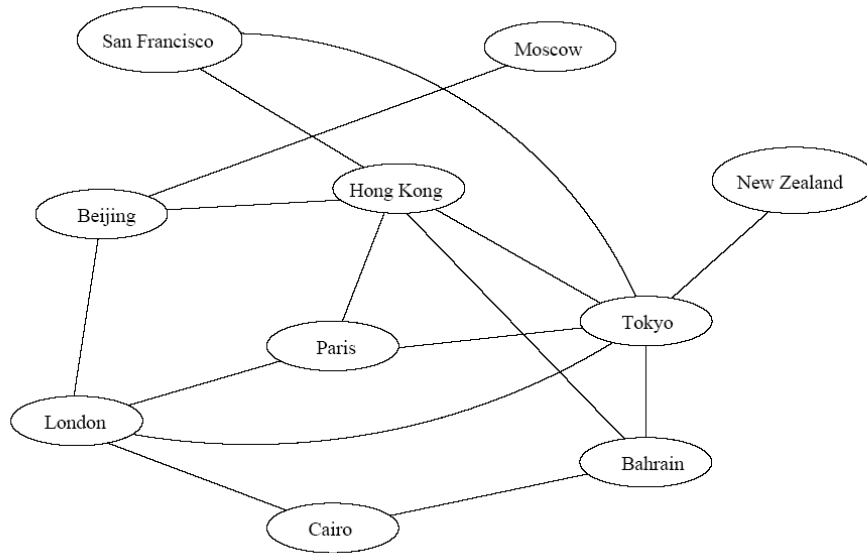 San Francisco
Moscow
Hong Kong
New Zealand
Beijing
Tokyo
Paris
London
Bahrain
Cairo